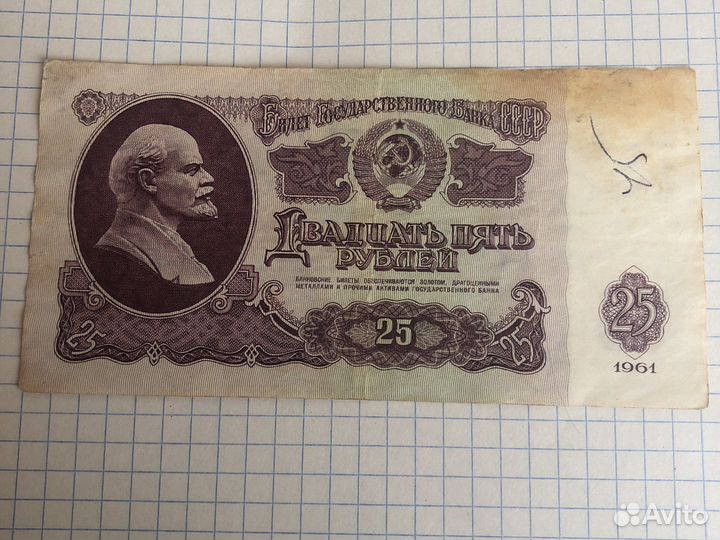 Билет Государственного Банка СССР
Двадцать пять
рублей
БАНКОВСКИЕ БИЛЕТЫ ОБЕСПЕЧИВАЮТСЯ ЗОЛОТОМ, ДРАГОЦЕННЫМИ
МЕТАЛЛАМИ И ПРОЧИМИ АКТИВАМИ ГОСУДАРСТВЕННОГО БАНКА
25
25
25
25
1961
Avito